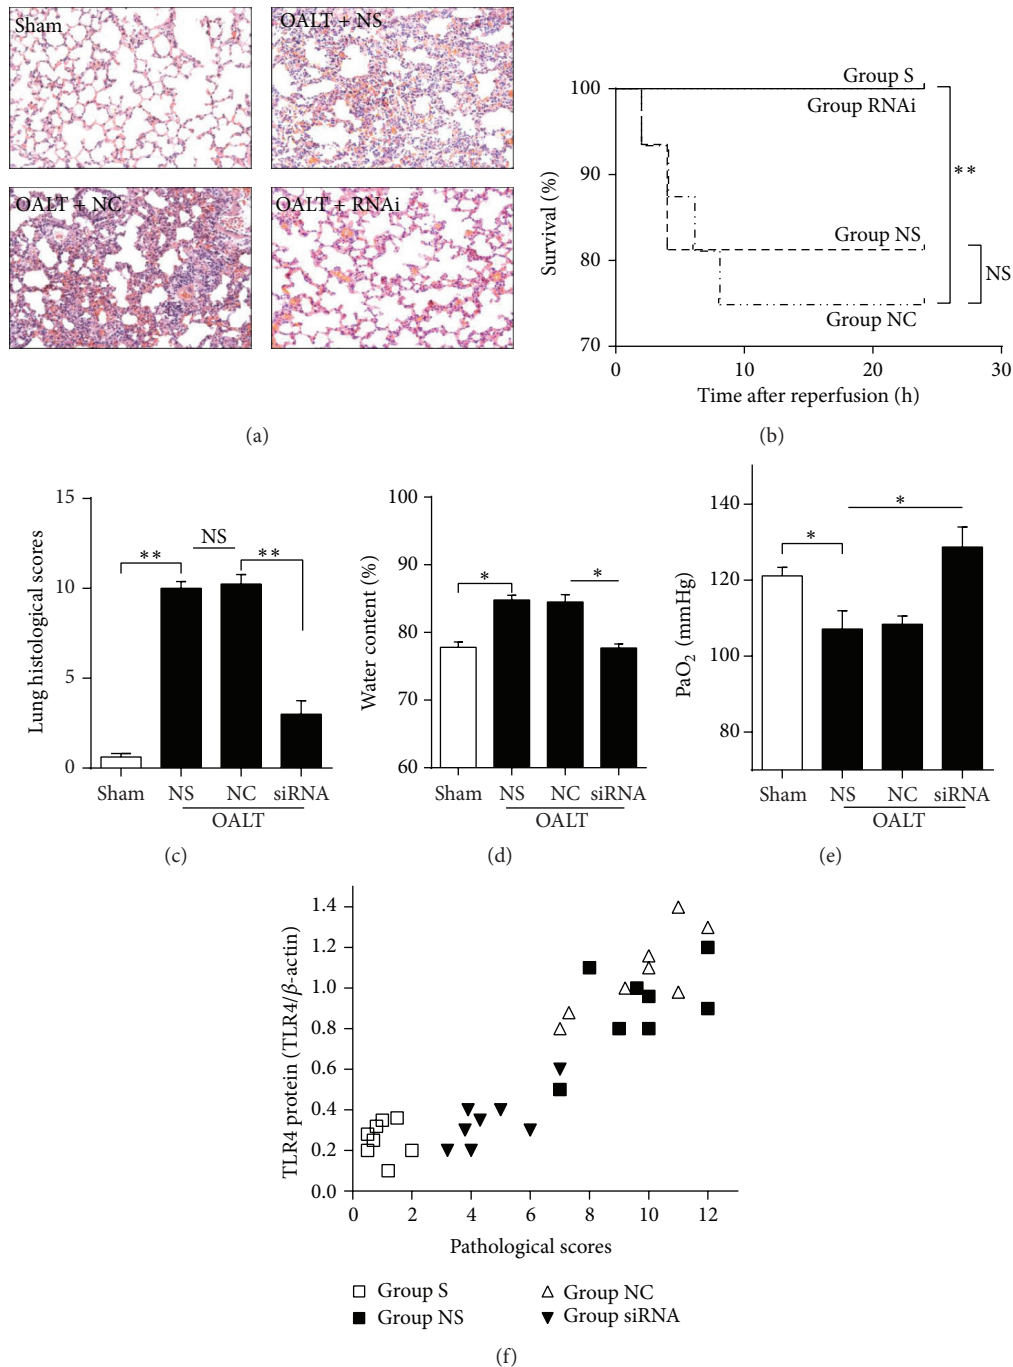 Sham
OALT + NS
OALT + NC
OALT + RNAi
(a)
Survival (%)
100
90
80
70
Group S
Group RNAi
Group NS
Group NC
**
NS
0
10
20
30
Time after reperfusion (h)
(b)
Lung histological scores
15
10
5
0
**
NS
**
Sham
NS
NC
siRNA
OALT
(c)
Water content (%)
100
90
80
70
60
*
*
Sham
NS
NC
siRNA
OALT
(d)
PaO2 (mmHg)
140
120
100
80
*
*
Sham
NS
NC
siRNA
OALT
(e)
TLR4 protein (TLR4/β-actin)
1.4
1.2
1.0
0.8
0.6
0.4
0.2
0.0
0
2
4
6
8
10
12
Pathological scores
Group S
Group NC
Group NS
Group siRNA
(f)